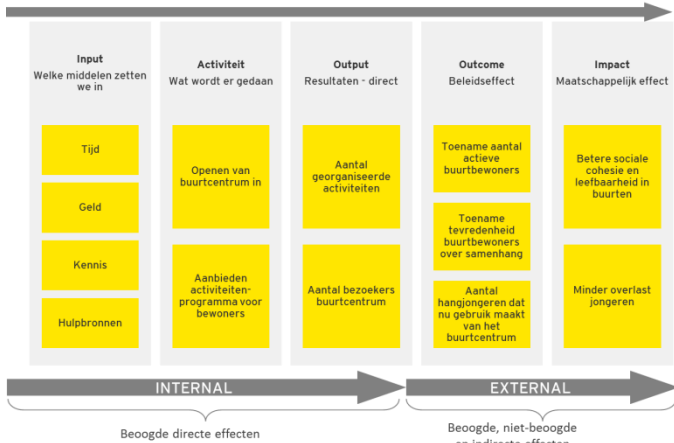 Input
Welke middelen zetten
we in
Tijd
Geld
Kennis
Hulpbronnen
Activiteit
Wat wordt er gedaan
Openen van
buurtcentrum in
Aanbieden
activiteiten-
programma voor
bewoners
Output
Resultaten - direct
Aantal
georganiseerde
activiteiten
Aantal bezoekers
buurtcentrum
Outcome
Beleidseffect
Toename aantal
actieve
buurtbewoners
Toename
tevredenheid
buurtbewoners
over samenhang
Aantal
hangjongeren dat
nu gebruik maakt
van het
buurtcentrum
Impact
Maatschappelijk effect
Betere sociale
cohesie en
leefbaarheid in
buurten
Minder overlast
jongeren
INTERNAL
EXTERNAL
Beoogde directe effecten
Beoogde, niet-beoogde
en indirecte effecten